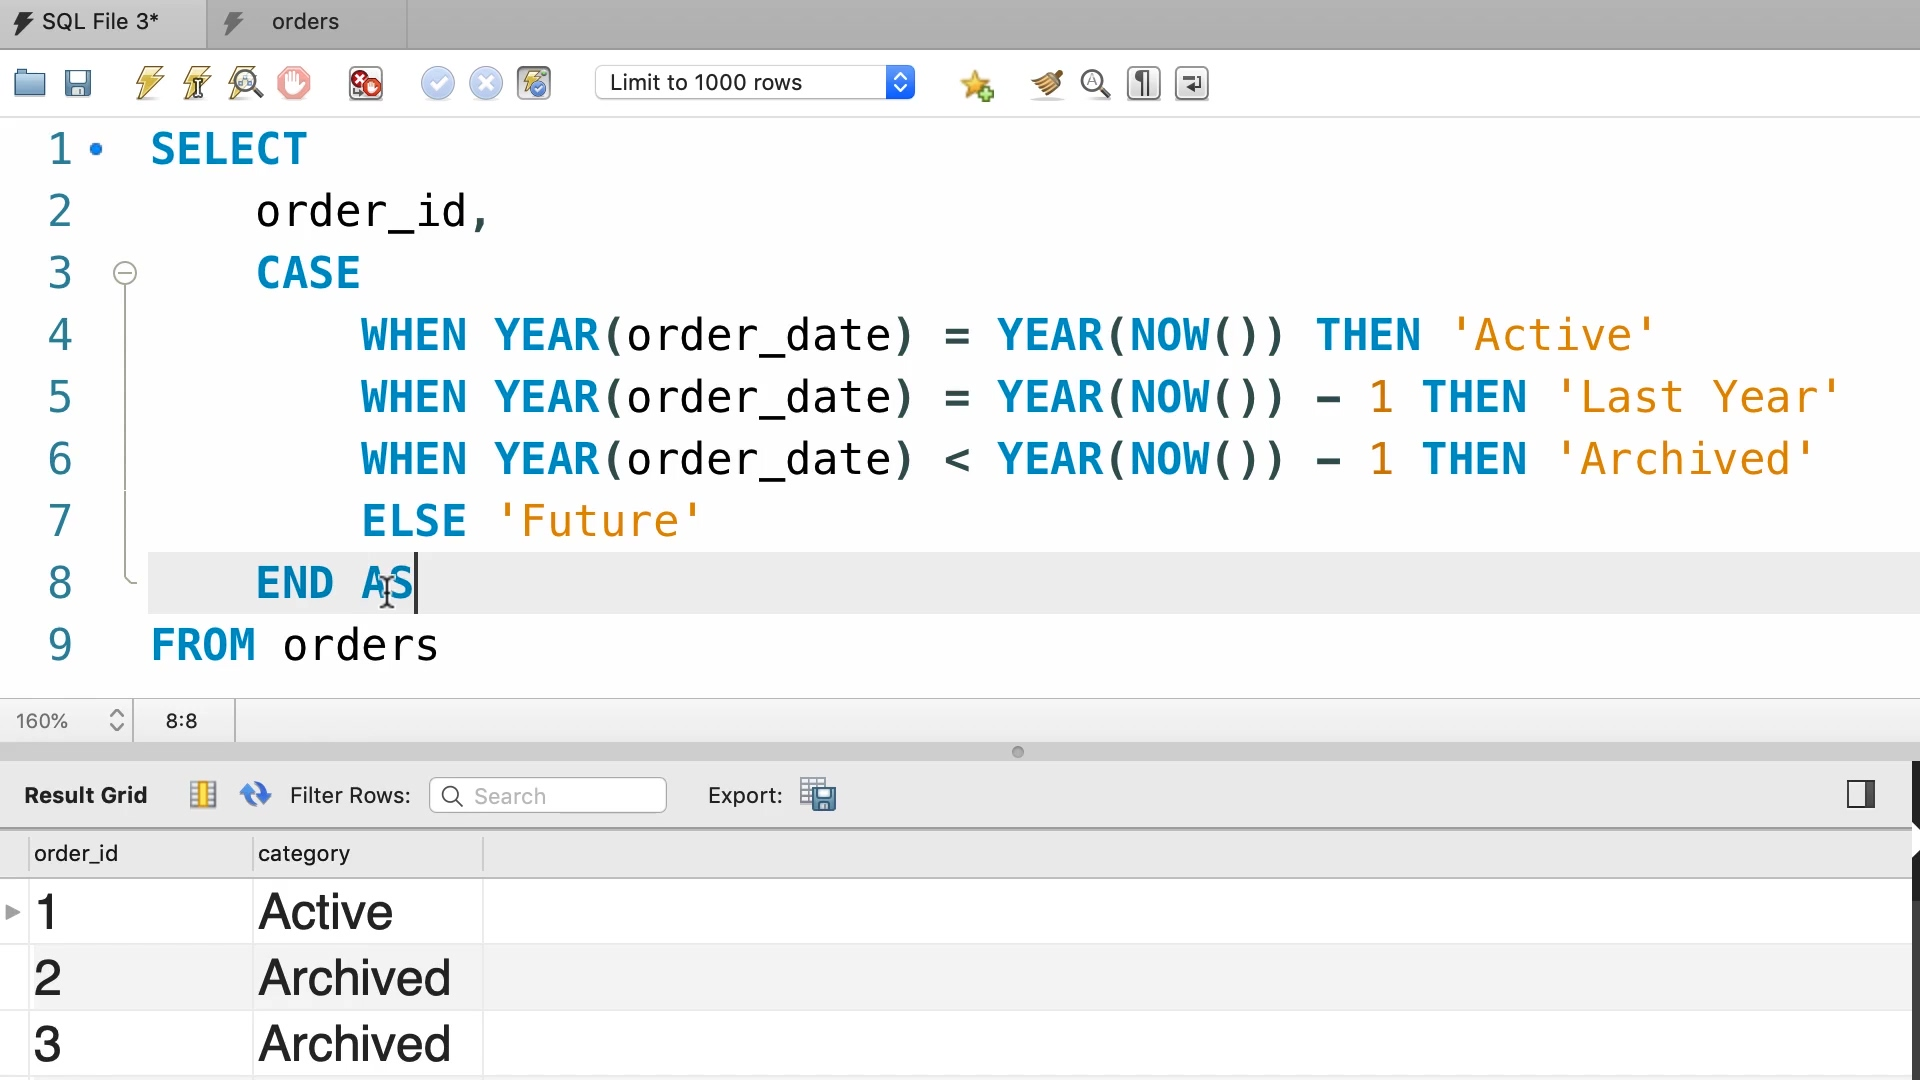 SQL File 3*
orders
Limit to 1000 rows
1 SELECT
2 order_id,
3 CASE
4 WHEN YEAR(order_date) = YEAR(NOW()) THEN 'Active'
5 WHEN YEAR(order_date) = YEAR(NOW()) - 1 THEN 'Last Year'
6 WHEN YEAR(order_date) < YEAR(NOW()) - 1 THEN 'Archived'
7 ELSE 'Future'
8 END AS
9 FROM orders
160% 8:8
Result Grid Filter Rows: Search Export:
order_id category
1 Active
2 Archived
3 Archived